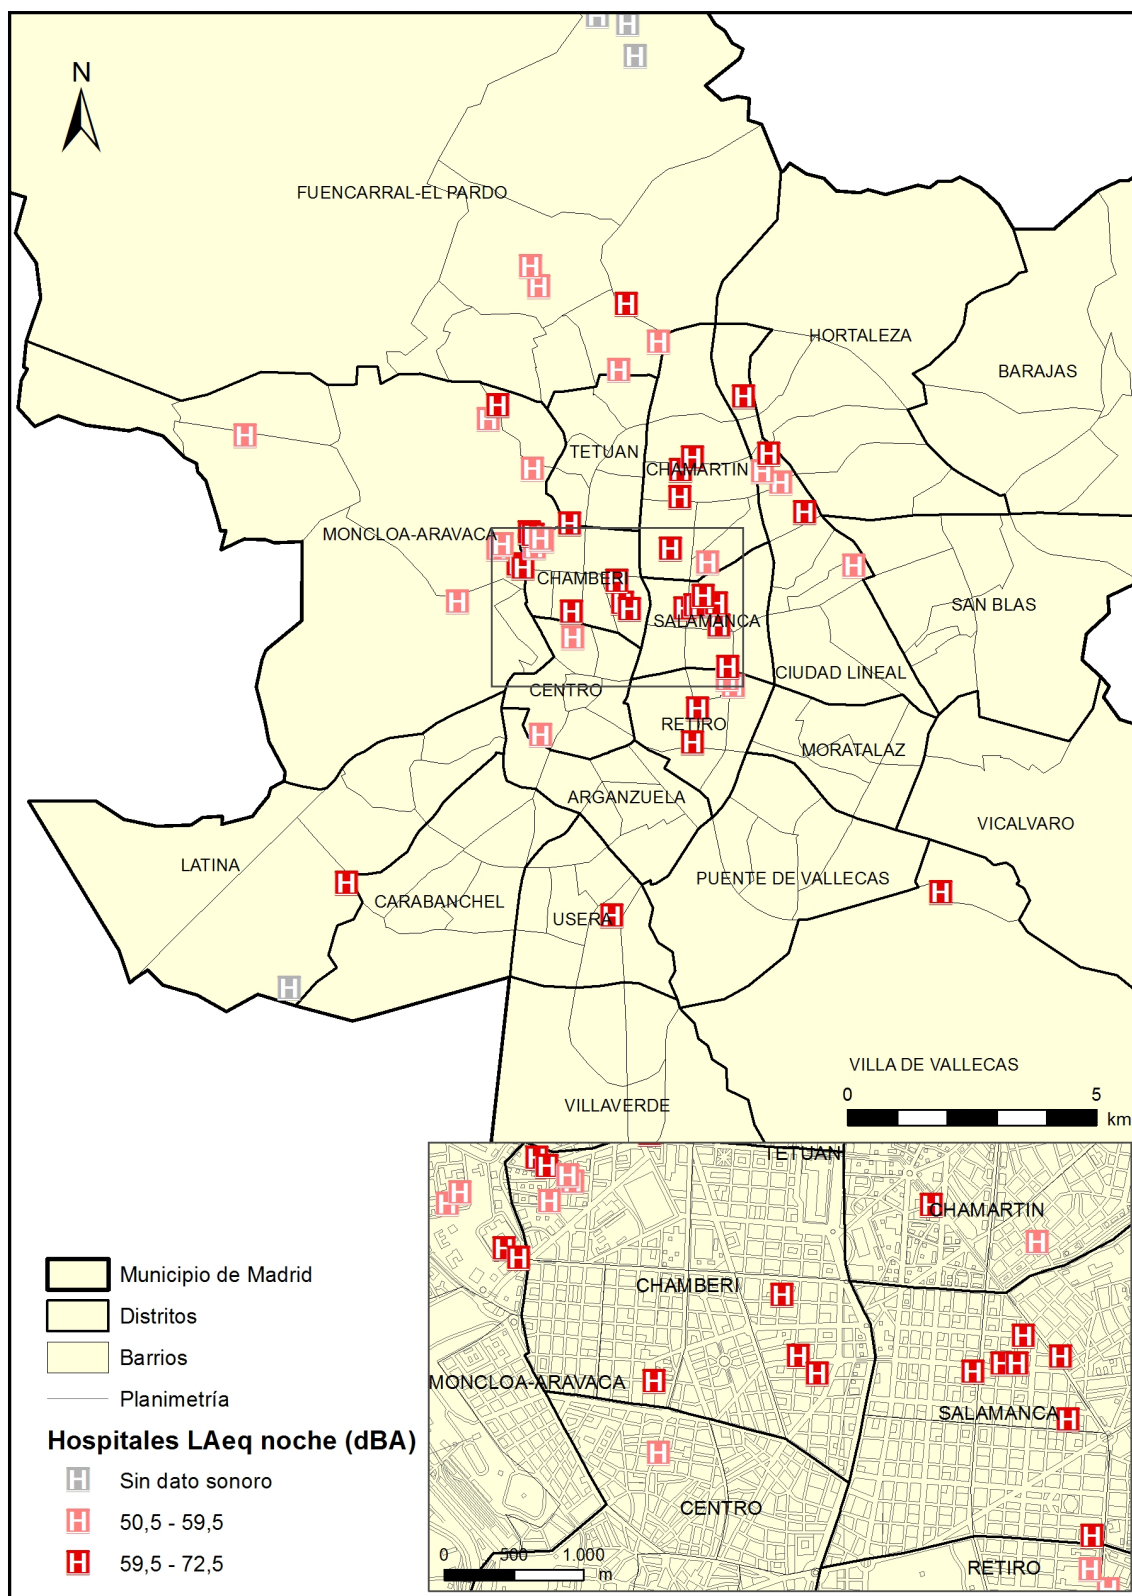 N
FUENCARRAL-EL PARDO
HORTALEZA
BARAJAS
TETUAN
CHAMARTIN
MONCLOA-ARAVACA
CHAMBERI
SAN BLAS
SALAMANCA
CIUDAD LINEAL
CENTRO
RETIRO
MORATALAZ
ARGANZUELA
VICALVARO
LATINA
PUENTE DE VALLECAS
CARABANCHEL
USERA
VILLA DE VALLECAS
VILLAVERDE
0 5
km
TETUAN
CHAMARTIN
CHAMBERI
MONCLOA-ARAVACA
SALAMANCA
CENTRO
RETIRO
0 500 1.000
m
Municipio de Madrid
Distritos
Barrios
Planimetría
Hospitales LAeq noche (dBA)
H Sin dato sonoro
H 50,5 - 59,5
H 59,5 - 72,5